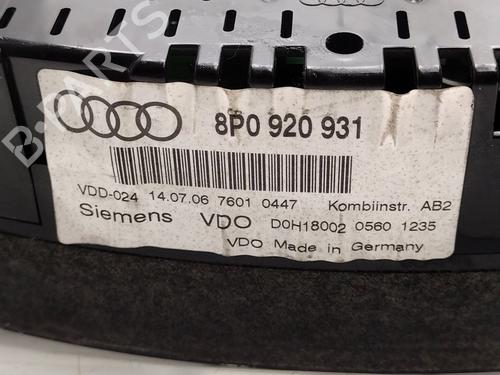 B-PARTS
8P0 920 931
VDD-024 14.07.06 7601 0447 Kombiinstr. AB2
Siemens VDO D0H18002 0560 1235
VDO Made in Germany